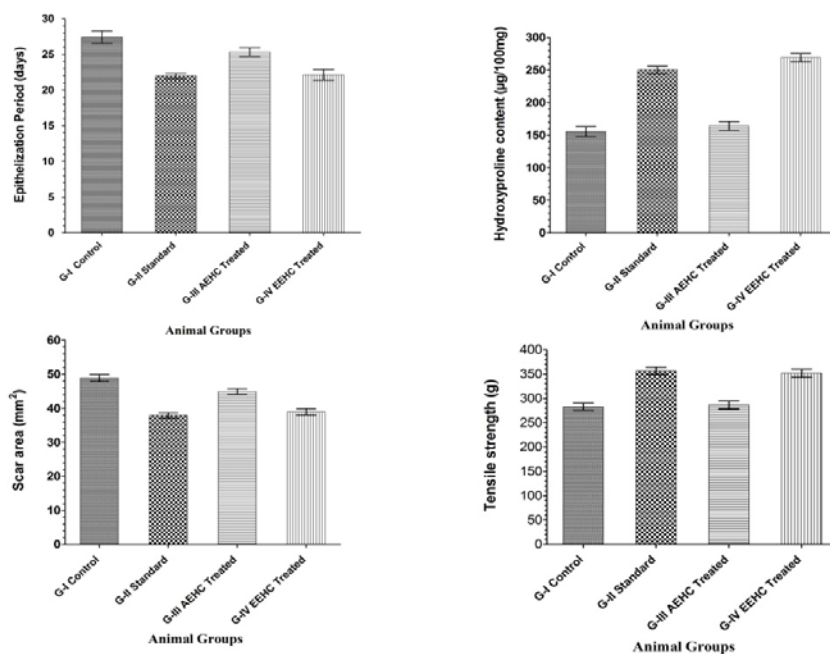 Epithelization Period (days)
30
25
20
15
10
5
0
G-I Control
G-II Standard
G-III AEHC Treated
G-IV EEHC Treated
Animal Groups
Hydroxyproline content (µg/100mg)
300
250
200
150
100
50
0
G-I Control
G-II Standard
G-III AEHC Treated
G-IV EEHC Treated
Animal Groups
Scar area (mm²)
60
50
40
30
20
10
0
G-I Control
G-II Standard
G-III AEHC Treated
G-IV EEHC Treated
Animal Groups
Tensile strength (g)
400
350
300
250
200
150
100
50
0
G-I Control
G-II Standard
G-III AEHC Treated
G-IV EEHC Treated
Animal Groups